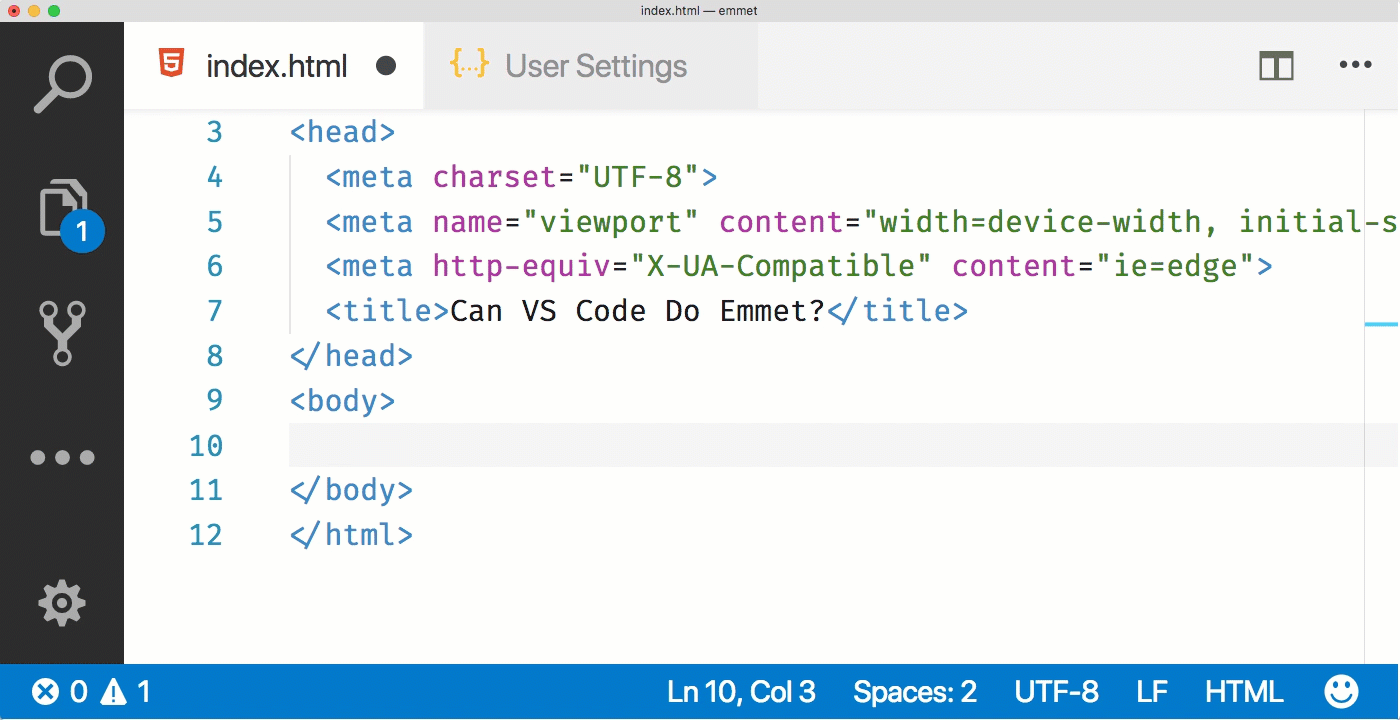 index.html — emmet
index.html User Settings
3 <head>
4 <meta charset="UTF-8">
5 <meta name="viewport" content="width=device-width, initial-s
6 <meta http-equiv="X-UA-Compatible" content="ie=edge">
7 <title>Can VS Code Do Emmet?</title>
8 </head>
9 <body>
1
10
11 </body>
12 </html>
0 1 Ln 10, Col 3 Spaces: 2 UTF-8 LF HTML